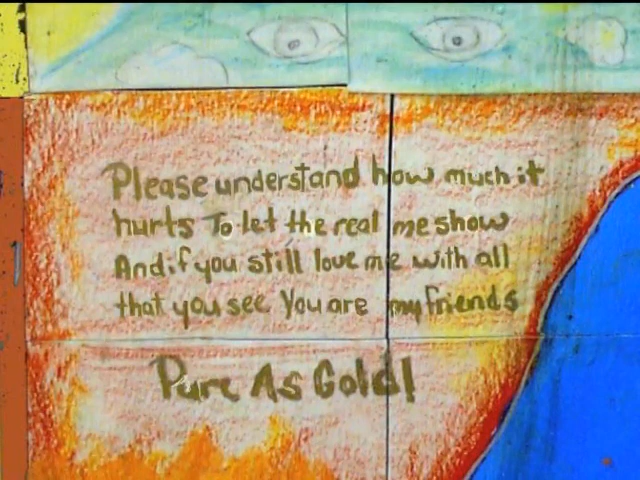 Please understand how much it
hurts To let the real me show
And if you still love me with all
that you see You are my friends
Pure As Gold!